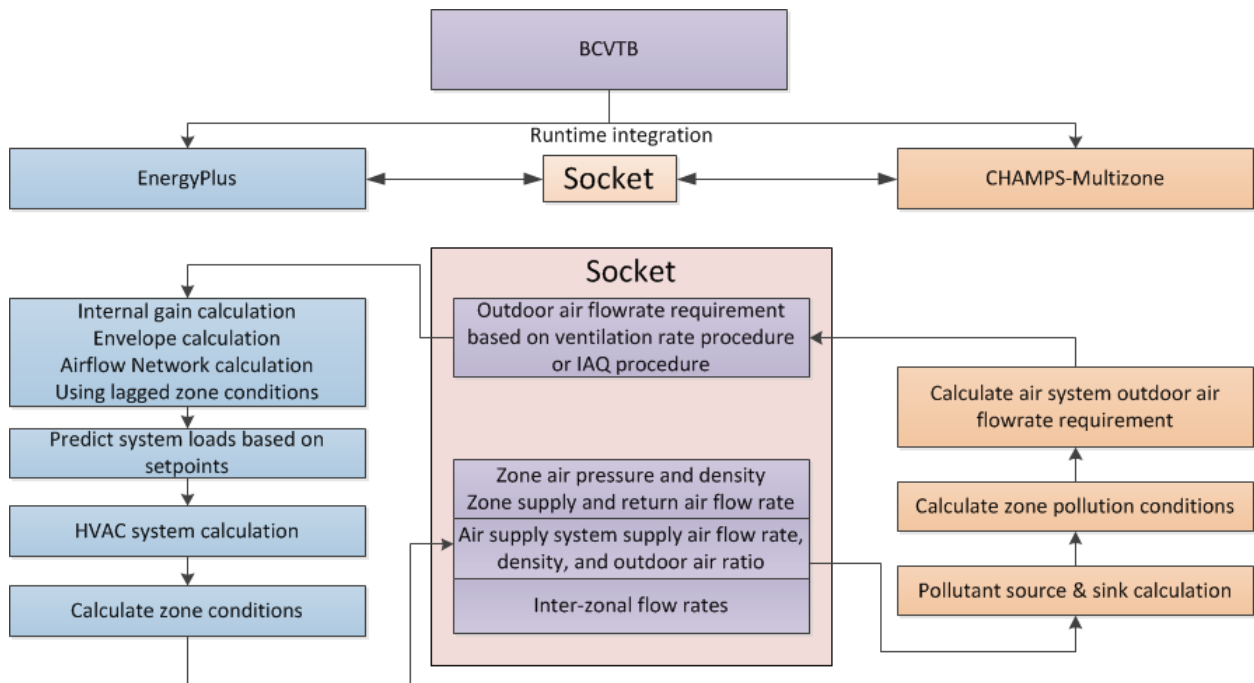 BCVTB
Runtime integration
EnergyPlus
Socket
CHAMPS-Multizone
Socket
Internal gain calculation
Envelope calculation
Airflow Network calculation
Using lagged zone conditions
Predict system loads based on
setpoints
HVAC system calculation
Calculate zone conditions
Outdoor air flowrate requirement
based on ventilation rate procedure
or IAQ procedure
Zone air pressure and density
Zone supply and return air flow rate
Air supply system supply air flow rate,
density, and outdoor air ratio
Inter-zonal flow rates
Calculate air system outdoor air
flowrate requirement
Calculate zone pollution conditions
Pollutant source & sink calculation